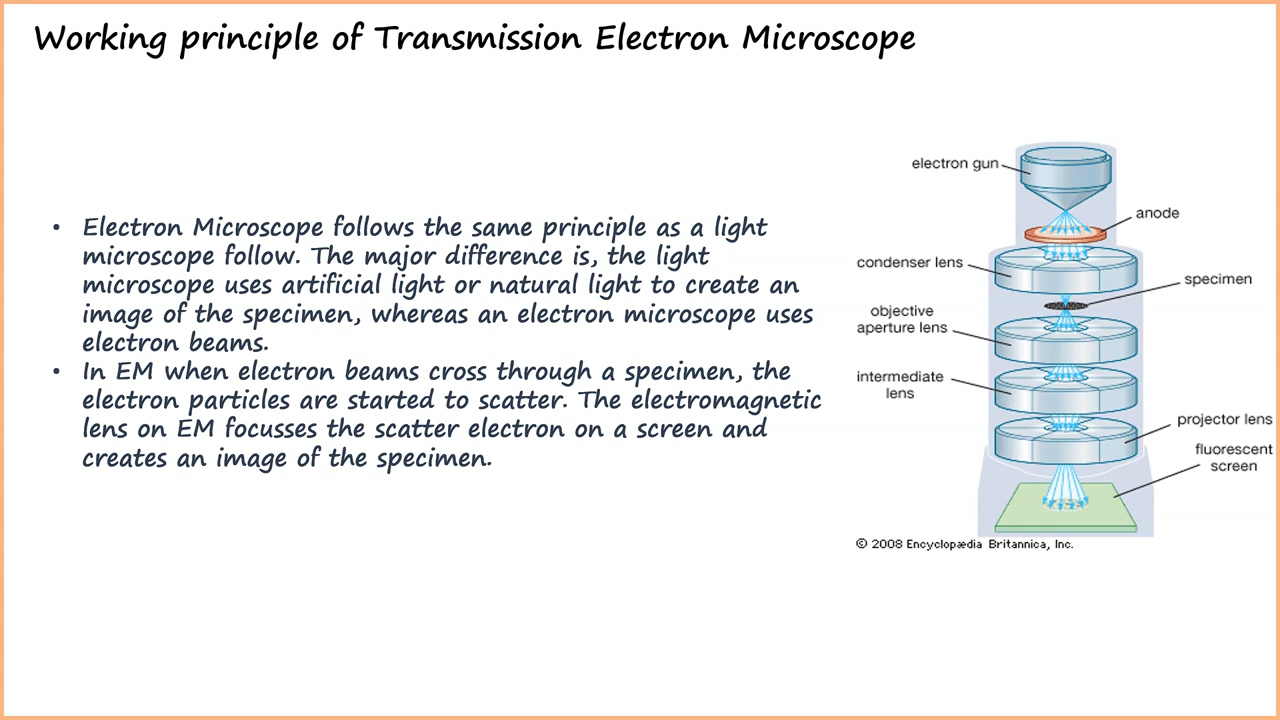 Working principle of Transmission Electron Microscope
• Electron Microscope follows the same principle as a light
microscope follow. The major difference is, the light
microscope uses artificial light or natural light to create an
image of the specimen, whereas an electron microscope uses
electron beams.
• In EM when electron beams cross through a specimen, the
electron particles are started to scatter. The electromagnetic
lens on EM focusses the scatter electron on a screen and
creates an image of the specimen.
electron gun
anode
condenser lens
specimen
objective
aperture lens
intermediate
lens
projector lens
fluorescent
screen
© 2008 Encyclopædia Britannica, Inc.